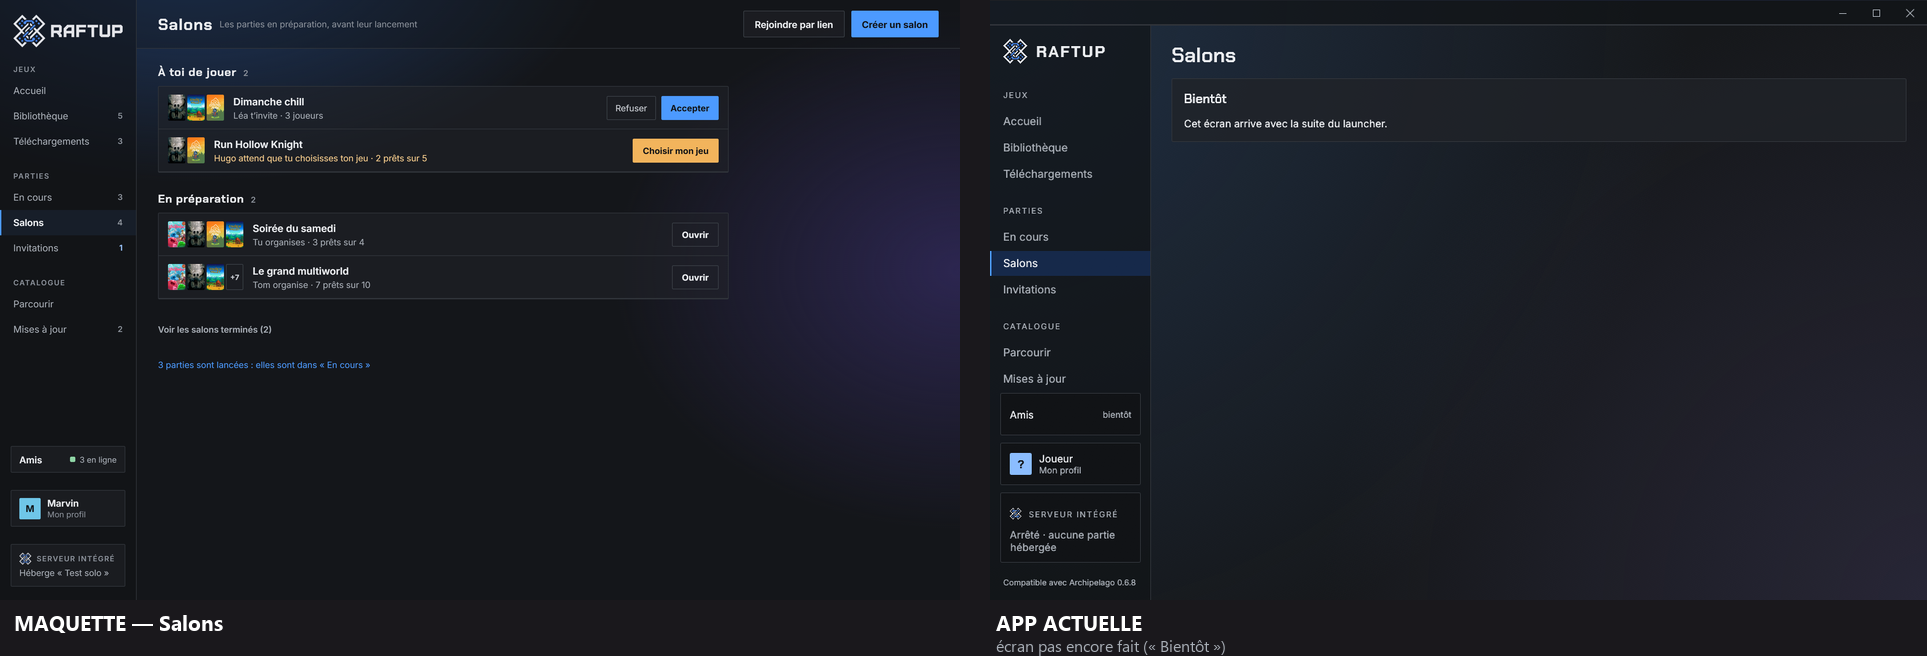 RAFTUP
JEUX
Accueil
Bibliothèque 5
Téléchargements 3
PARTIES
En cours 3
Salons 4
Invitations 1
CATALOGUE
Parcourir
Mises à jour 2
Amis 3 en ligne
M Marvin
Mon profil
SERVEUR INTÉGRÉ
Héberge « Test solo »
Salons Les parties en préparation, avant leur lancement
Rejoindre par lien
Créer un salon
À toi de jouer 2
Dimanche chill
Léa t'invite · 3 joueurs
Refuser
Accepter
Run Hollow Knight
Hugo attend que tu choisisses ton jeu · 2 prêts sur 5
Choisir mon jeu
En préparation 2
Soirée du samedi
Tu organises · 3 prêts sur 4
Ouvrir
+7
Le grand multiworld
Tom organise · 7 prêts sur 10
Ouvrir
Voir les salons terminés (2)
3 parties sont lancées : elles sont dans « En cours »
MAQUETTE — Salons
RAFTUP
JEUX
Accueil
Bibliothèque
Téléchargements
PARTIES
En cours
Salons
Invitations
CATALOGUE
Parcourir
Mises à jour
Amis bientôt
? Joueur
Mon profil
SERVEUR INTÉGRÉ
Arrêté · aucune partie
hébergée
Compatible avec Archipelago 0.6.8
Salons
Bientôt
Cet écran arrive avec la suite du launcher.
APP ACTUELLE
écran pas encore fait (« Bientôt »)